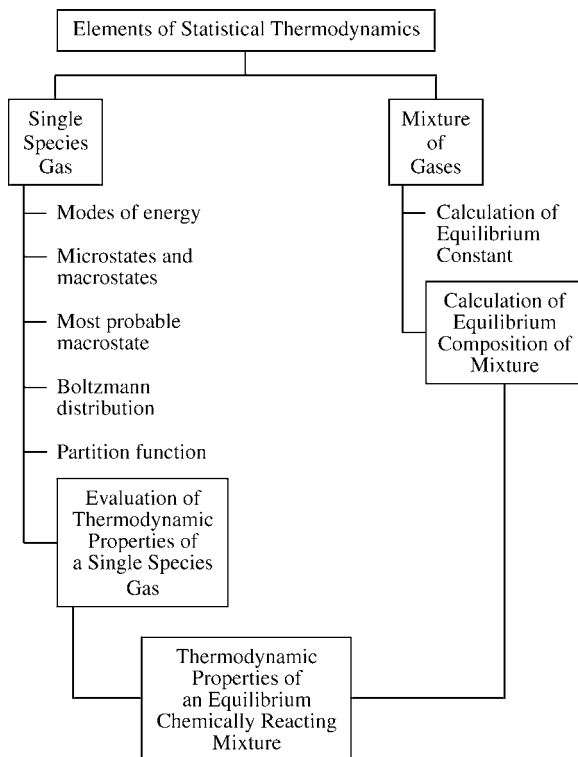 Elements of Statistical Thermodynamics
Single
Species
Gas
Modes of energy
Microstates and
macrostates
Most probable
macrostate
Boltzmann
distribution
Partition function
Evaluation of
Thermodynamic
Properties of
a Single Species
Gas
Mixture
of
Gases
Calculation of
Equilibrium
Constant
Calculation of
Equilibrium
Composition of
Mixture
Thermodynamic
Properties of
an Equilibrium
Chemically Reacting
Mixture